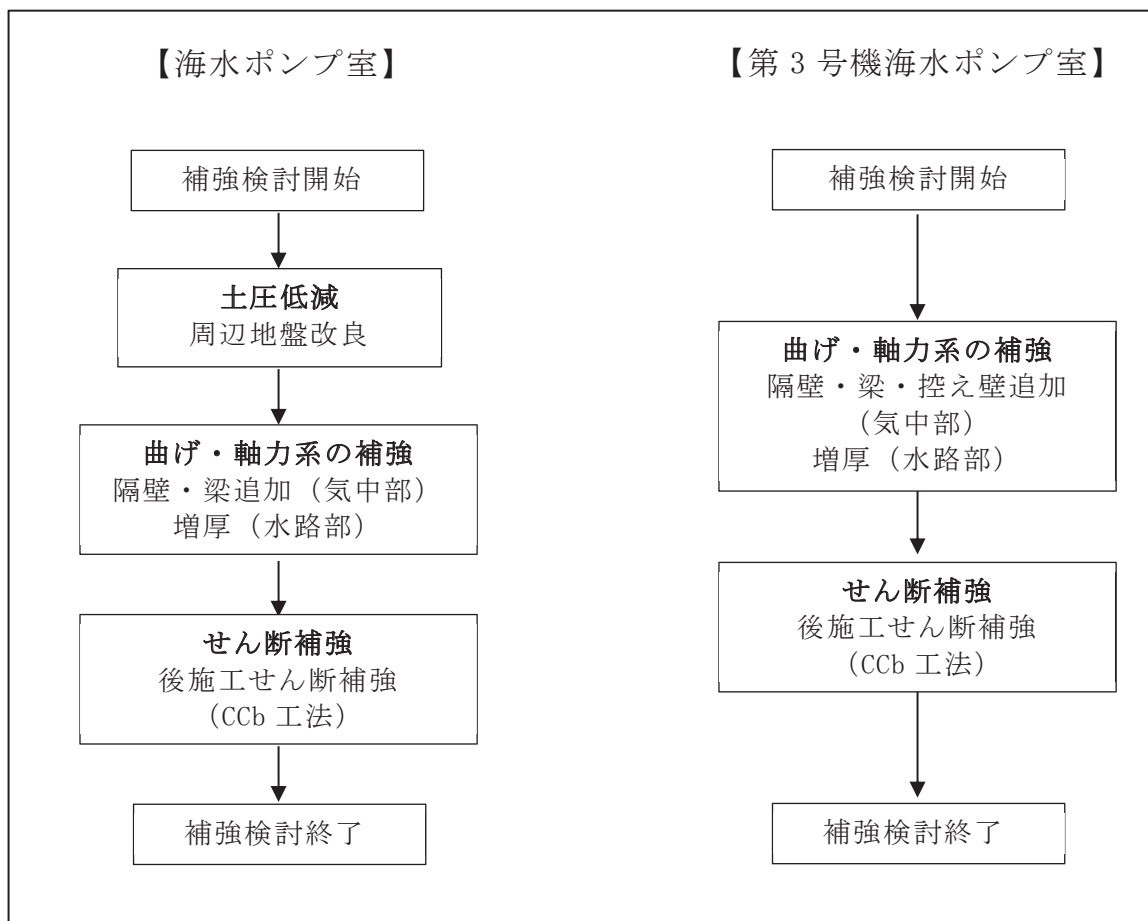 【海水ポンプ室】
補強検討開始
土圧低減
周辺地盤改良
曲げ・軸力系の補強
隔壁・梁追加（気中部）
増厚（水路部）
せん断補強
後施工せん断補強
（CCb 工法）
補強検討終了
【第 3 号機海水ポンプ室】
補強検討開始
曲げ・軸力系の補強
隔壁・梁・控え壁追加
（気中部）
増厚（水路部）
せん断補強
後施工せん断補強
（CCb 工法）
補強検討終了